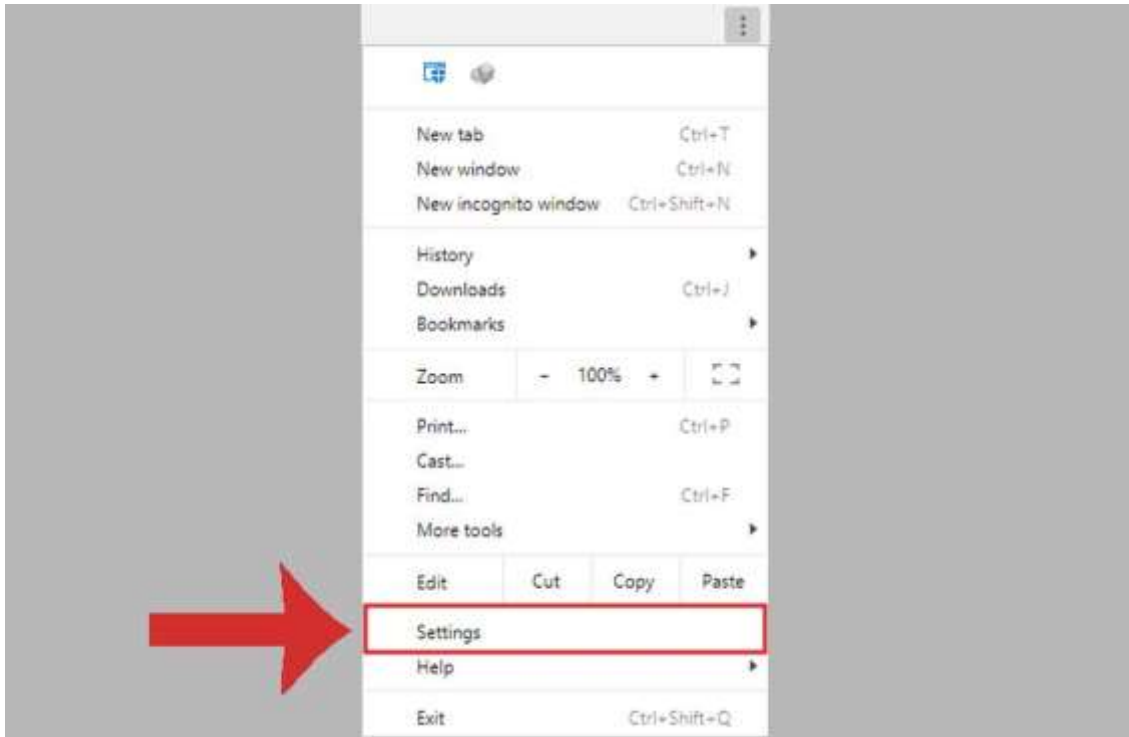 New tab Ctrl+T
New window Ctrl+N
New incognito window Ctrl+Shift+N
History
Downloads Ctrl+J
Bookmarks
Zoom - 100% +
Print... Ctrl+P
Cast...
Find... Ctrl+F
More tools
Edit Cut Copy Paste
Settings
Help
Exit Ctrl+Shift+Q